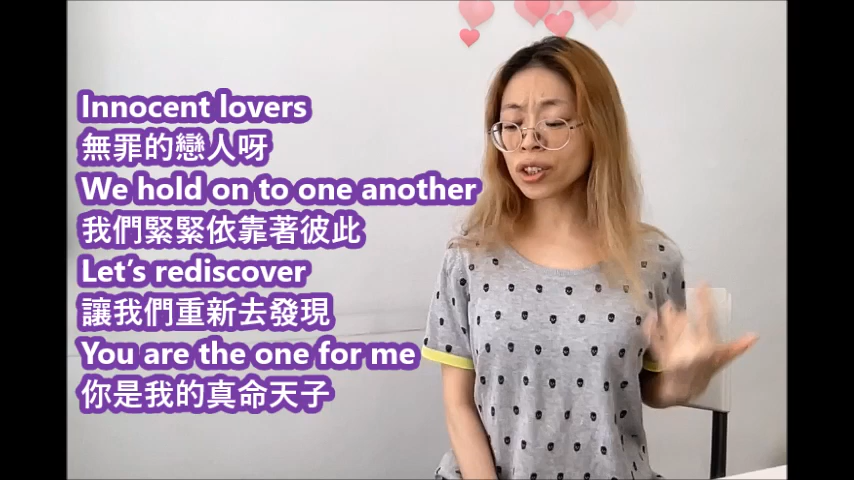 Innocent lovers
無罪的戀人呀
We hold on to one another
我們緊緊依靠著彼此
Let's rediscover
讓我們重新去發現
You are the one for me
你是我的真命天子